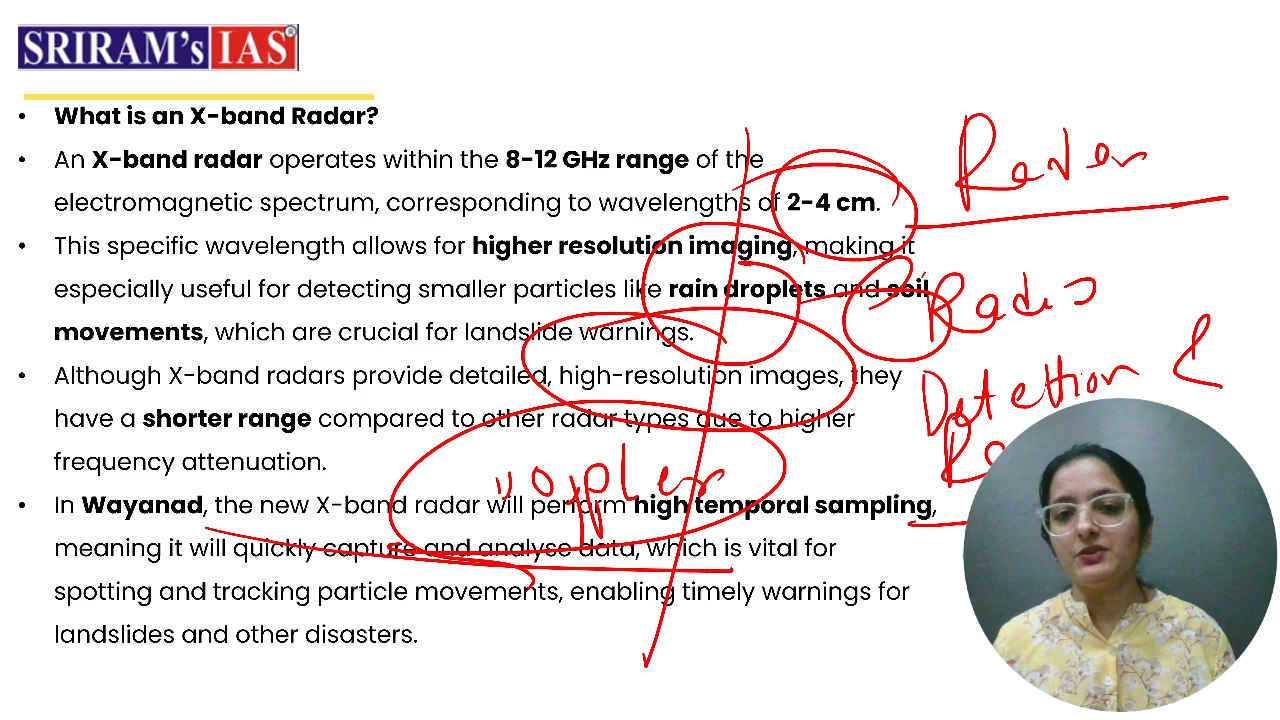 SRIRAM's IAS®
• What is an X-band Radar?
• An X-band radar operates within the 8-12 GHz range of the
electromagnetic spectrum, corresponding to wavelengths of 2-4 cm.
• This specific wavelength allows for higher resolution imaging, making it
especially useful for detecting smaller particles like rain droplets and soil
movements, which are crucial for landslide warnings.
• Although X-band radars provide detailed, high-resolution images, they
have a shorter range compared to other radar types due to higher
frequency attenuation.
• In Wayanad, the new X-band radar will perform high temporal sampling,
meaning it will quickly capture and analyse data, which is vital for
spotting and tracking particle movements, enabling timely warnings for
landslides and other disasters.
Radar
Detection &